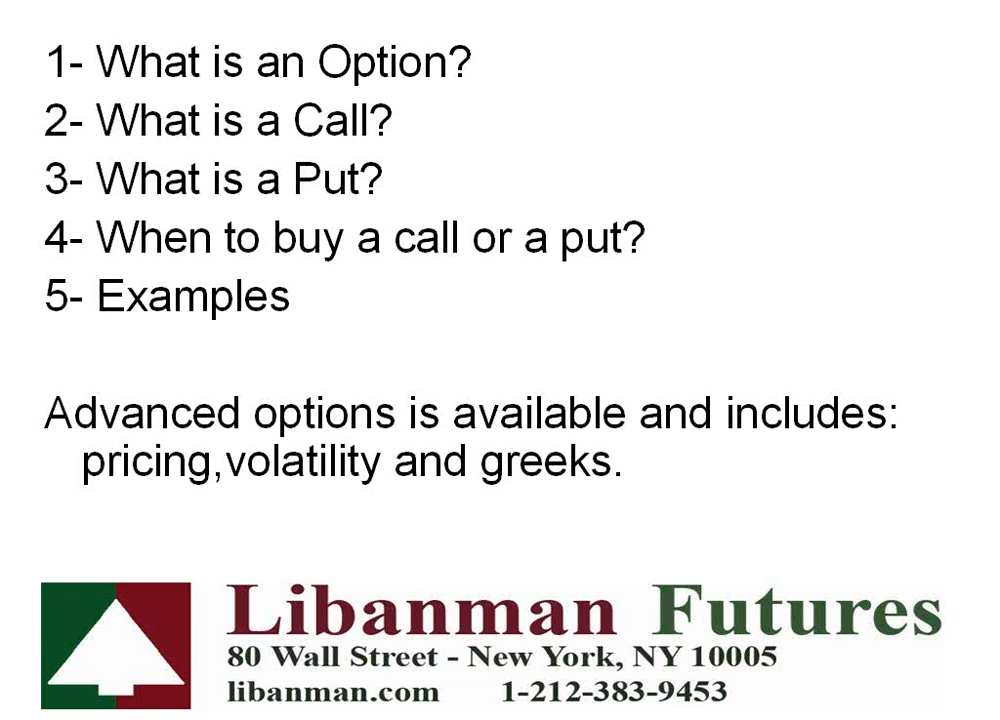 1- What is an Option?
2- What is a Call?
3- What is a Put?
4- When to buy a call or a put?
5- Examples
Advanced options is available and includes:
pricing,volatility and greeks.
Libanman Futures
80 Wall Street - New York, NY 10005
libanman.com 1-212-383-9453